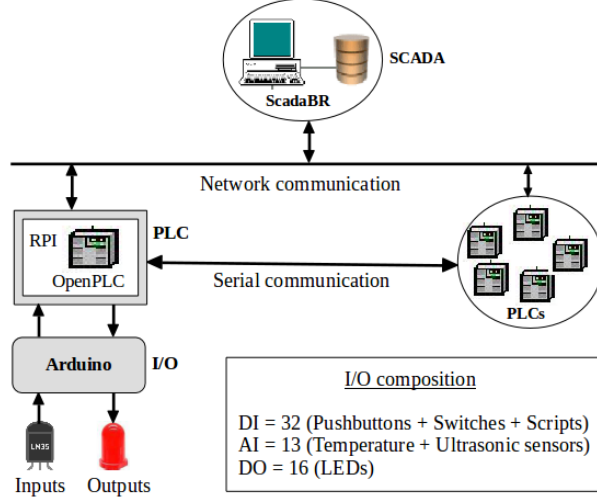 SCADA
ScadaBR
Network communication
PLC
RPI
OpenPLC
Serial communication
PLCs
Arduino
I/O
LM35
Inputs
Outputs
I/O composition
DI = 32 (Pushbuttons + Switches + Scripts)
AI = 13 (Temperature + Ultrasonic sensors)
DO = 16 (LEDs)